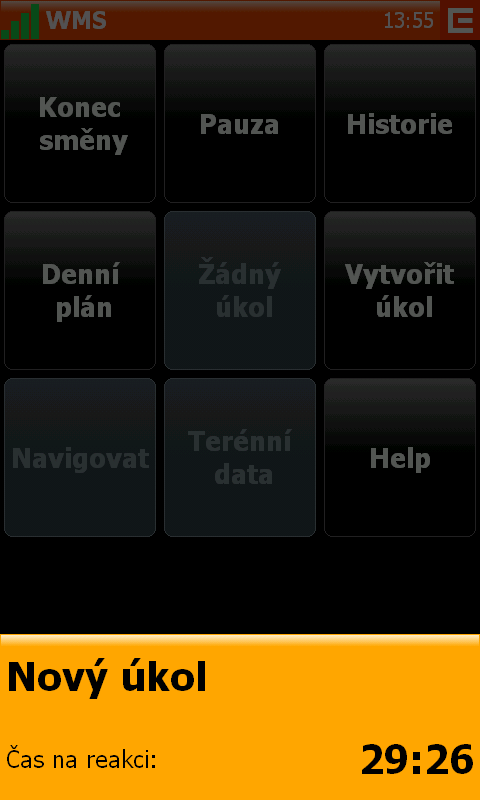 WMS 13:55
Konec směny
Pauza
Historie
Denní plán
Žádný úkol
Vytvořit úkol
Navigovat
Terénní data
Help
Nový úkol
Čas na reakci: 29:26